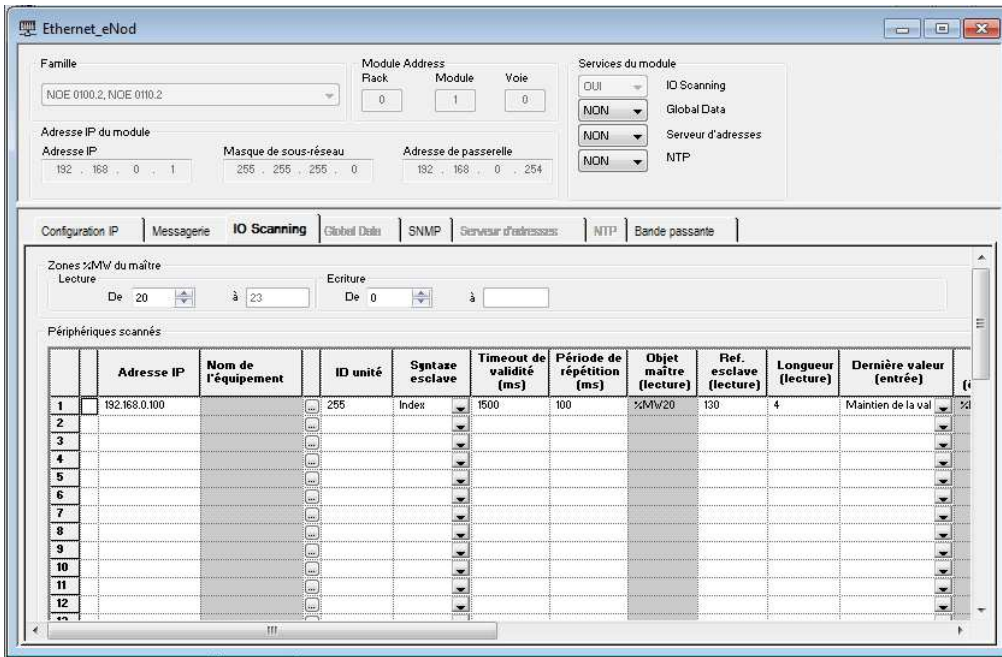 Ethernet_eNod
Famille
NOE 0100.2, NOE 0110.2
Module Address
Rack Module Voie
0 1 0
Services du module
OUI IO Scanning
NON Global Data
NON Serveur d'adresses
NON NTP
Adresse IP du module
Adresse IP Masque de sous-réseau Adresse de passerelle
192 . 168 . 0 . 1 255 . 255 . 255 . 0 192 . 168 . 0 . 254
Configuration IP Messagerie IO Scanning Global Data SNMP Serveur d'adresses NTP Bande passante
Zones %MW du maître
Lecture Ecriture
De 20 à 23 De 0 à
Périphériques scannés
Adresse IP Nom de l'équipement ID unité Syntaxe esclave Timeout de validité (ms) Période de répétition (ms) Objet maître (lecture) Ref. esclave (lecture) Longueur (lecture) Dernière valeur (entrée)
1 192.168.0.100 ... 255 Index 1500 100 %MW20 130 4 Maintien de la val
2 ...
3 ...
4 ...
5 ...
6 ...
7 ...
8 ...
9 ...
10 ...
11 ...
12 ...